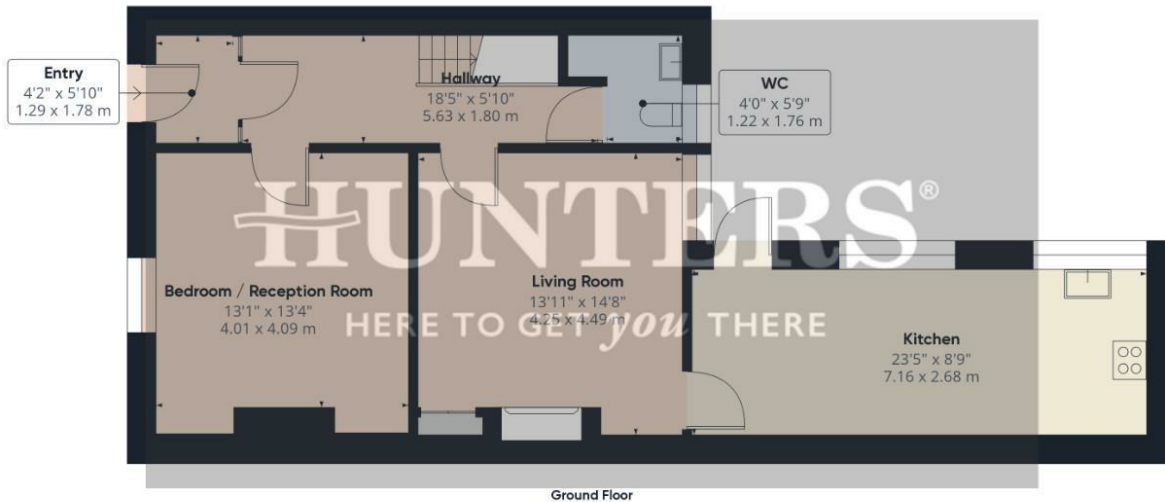 Entry
4'2" x 5'10"
1.29 x 1.78 m
Hallway
18'5" x 5'10"
5.63 x 1.80 m
WC
4'0" x 5'9"
1.22 x 1.76 m
HUNTERS®
HERE TO GET you THERE
Bedroom / Reception Room
13'1" x 13'4"
4.01 x 4.09 m
Living Room
13'11" x 14'8"
4.25 x 4.49 m
Kitchen
23'5" x 8'9"
7.16 x 2.68 m
Ground Floor